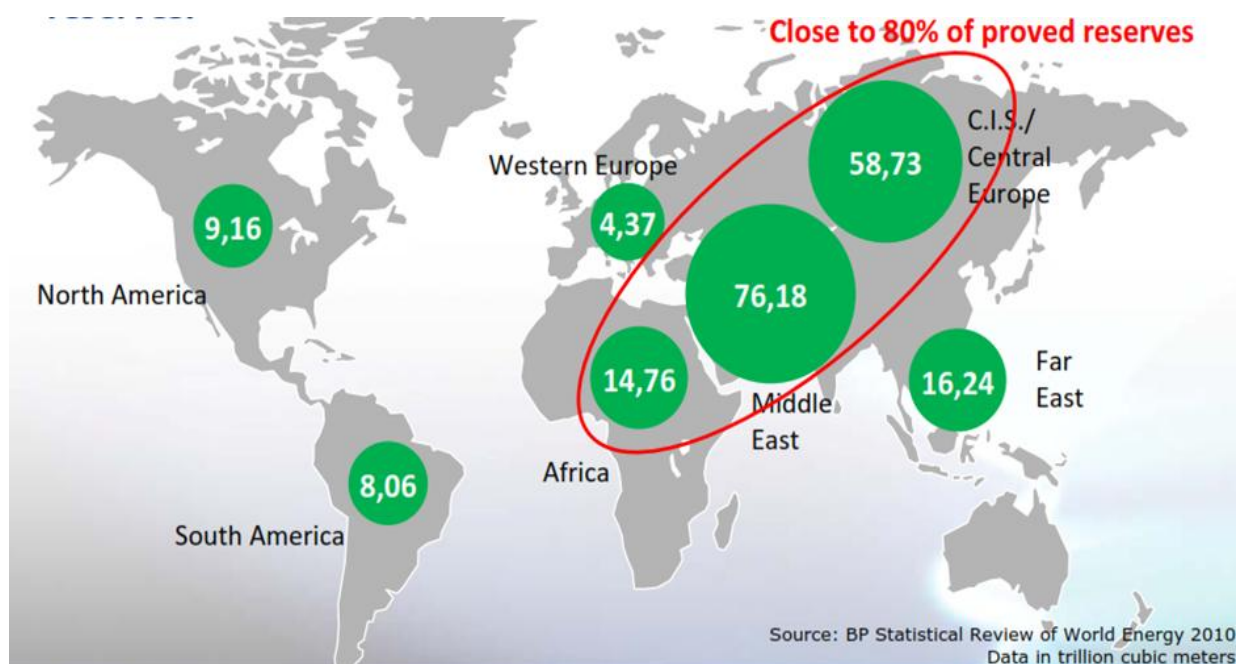 Close to 80% of proved reserves
C.I.S./
Central
Europe
58,73
Western Europe
4,37
9,16
North America
76,18
14,76
Middle
East
16,24
Far
East
Africa
8,06
South America
Source: BP Statistical Review of World Energy 2010
Data in trillion cubic meters